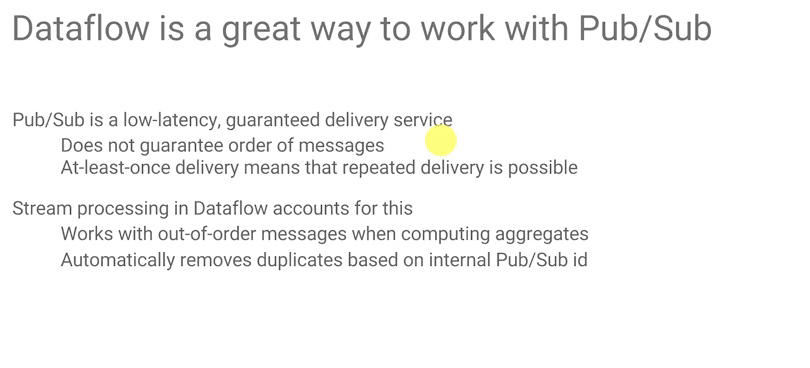 Dataflow is a great way to work with Pub/Sub
Pub/Sub is a low-latency, guaranteed delivery service
Does not guarantee order of messages
At-least-once delivery means that repeated delivery is possible
Stream processing in Dataflow accounts for this
Works with out-of-order messages when computing aggregates
Automatically removes duplicates based on internal Pub/Sub id